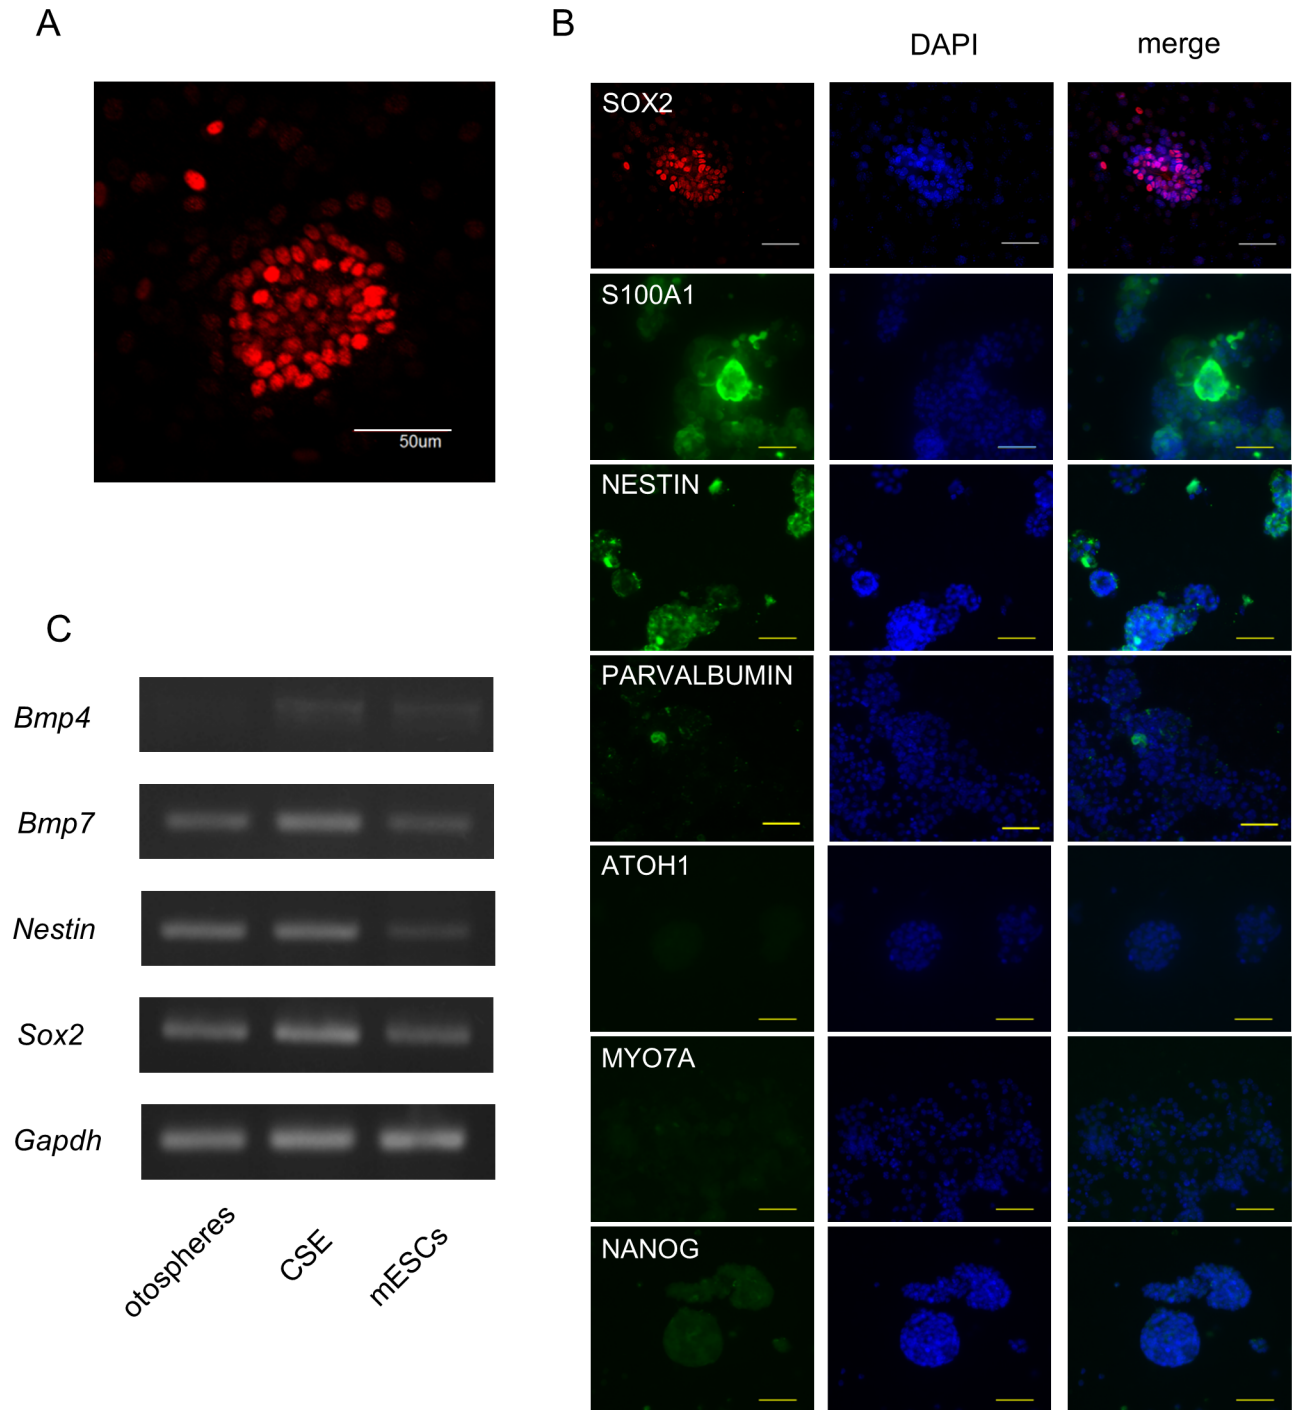 A
50um
B
DAPI
merge
SOX2
S100A1
NESTIN
PARVALBUMIN
ATOH1
MYO7A
NANOG
C
Bmp4
Bmp7
Nestin
Sox2
Gapdh
otospheres
CSE
mESCs